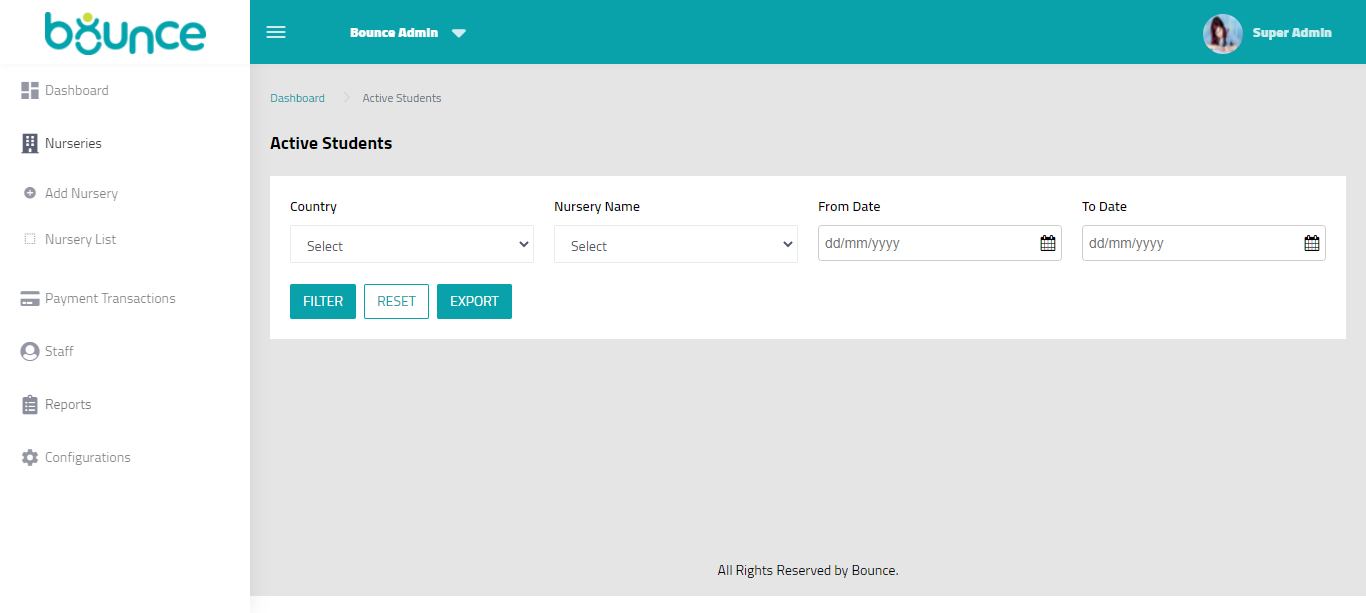 bounce
Bounce Admin
Super Admin
Dashboard
Nurseries
Add Nursery
Nursery List
Payment Transactions
Staff
Reports
Configurations
Dashboard Active Students
Active Students
Country Nursery Name From Date To Date
Select Select dd/mm/yyyy dd/mm/yyyy
FILTER RESET EXPORT
All Rights Reserved by Bounce.